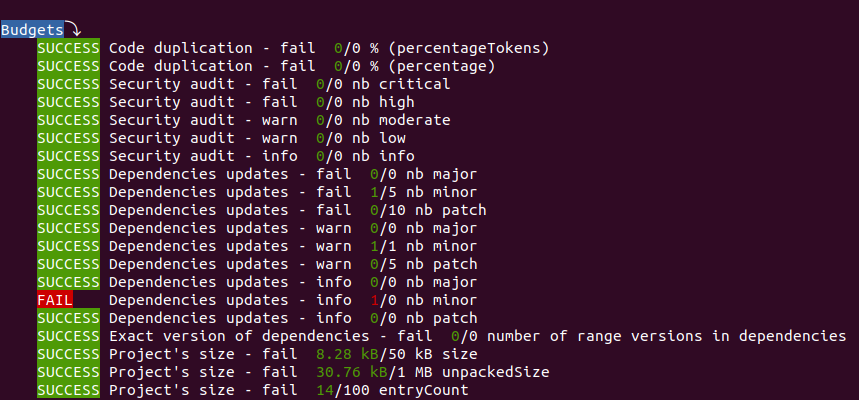 Budgets⤵
SUCCESS Code duplication - fail 0/0 % (percentageTokens)
SUCCESS Code duplication - fail 0/0 % (percentage)
SUCCESS Security audit - fail 0/0 nb critical
SUCCESS Security audit - fail 0/0 nb high
SUCCESS Security audit - warn 0/0 nb moderate
SUCCESS Security audit - warn 0/0 nb low
SUCCESS Security audit - info 0/0 nb info
SUCCESS Dependencies updates - fail 0/0 nb major
SUCCESS Dependencies updates - fail 1/5 nb minor
SUCCESS Dependencies updates - fail 0/10 nb patch
SUCCESS Dependencies updates - warn 0/0 nb major
SUCCESS Dependencies updates - warn 1/1 nb minor
SUCCESS Dependencies updates - warn 0/5 nb patch
SUCCESS Dependencies updates - info 0/0 nb major
FAIL Dependencies updates - info 1/0 nb minor
SUCCESS Dependencies updates - info 0/0 nb patch
SUCCESS Exact version of dependencies - fail 0/0 number of range versions in dependencies
SUCCESS Project's size - fail 8.28 kB/50 kB size
SUCCESS Project's size - fail 30.76 kB/1 MB unpackedSize
SUCCESS Project's size - fail 14/100 entryCount